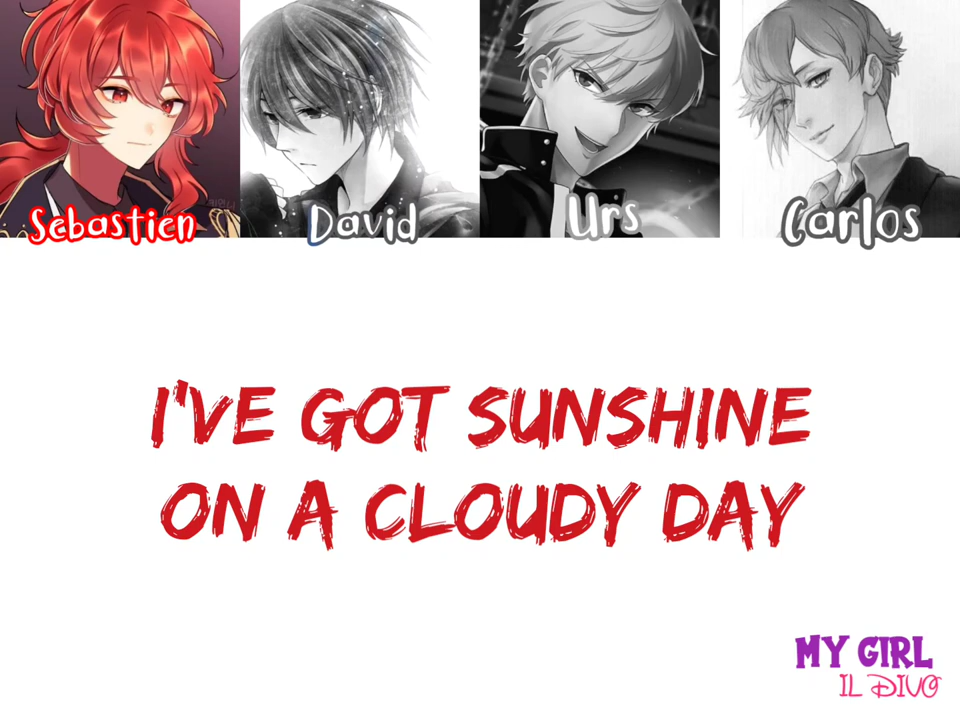 Sebastien
David
Urs
Carlos
I'VE GOT SUNSHINE
ON A CLOUDY DAY
MY GIRL
IL DIVO